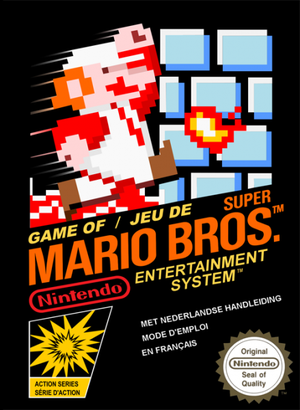 GAME OF / JEU DE
SUPER
MARIO BROS.™
Nintendo
ENTERTAINMENT
SYSTEM™
MET NEDERLANDSE HANDLEIDING
MODE D'EMPLOI
EN FRANÇAIS
ACTION SERIES
SÉRIE D'ACTION
Original
Nintendo
Seal of
Quality